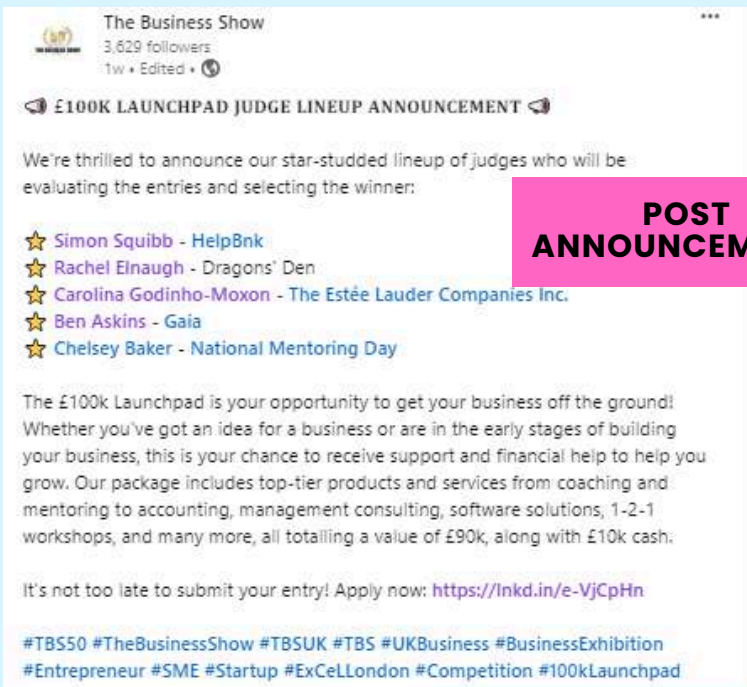 The Business Show
3,629 followers
1w • Edited •
£100K LAUNCHPAD JUDGE LINEUP ANNOUNCEMENT
We're thrilled to announce our star-studded lineup of judges who will be
evaluating the entries and selecting the winner:
POST
ANNOUNCEM
Simon Squibb - HelpBnk
Rachel Elnaugh - Dragons' Den
Carolina Godinho-Moxon - The Estée Lauder Companies Inc.
Ben Askins - Gaia
Chelsey Baker - National Mentoring Day
The £100k Launchpad is your opportunity to get your business off the ground!
Whether you've got an idea for a business or are in the early stages of building
your business, this is your chance to receive support and financial help to help you
grow. Our package includes top-tier products and services from coaching and
mentoring to accounting, management consulting, software solutions, 1-2-1
workshops, and many more, all totalling a value of £90k, along with £10k cash.
It's not too late to submit your entry! Apply now: https://lnkd.in/e-VjCpHn
#TBS50 #TheBusinessShow #TBSUK #TBS #UKBusiness #BusinessExhibition
#Entrepreneur #SME #Startup #ExCeLLondon #Competition #100kLaunchpad